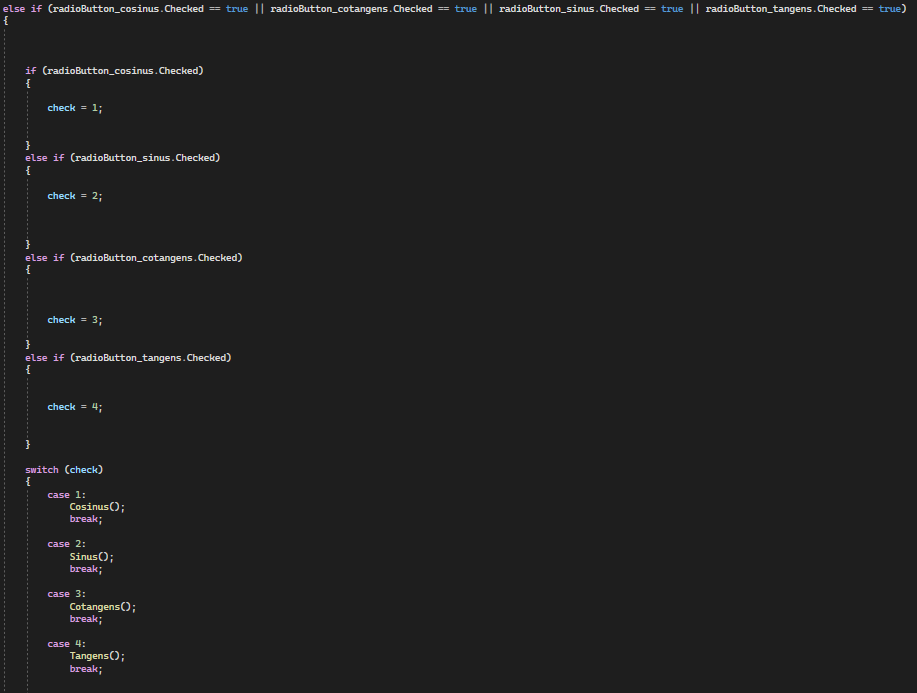 else if (radioButton_cosinus.Checked == true || radioButton_cotangens.Checked == true || radioButton_sinus.Checked == true || radioButton_tangens.Checked == true)
{
if (radioButton_cosinus.Checked)
{
check = 1;
}
else if (radioButton_sinus.Checked)
{
check = 2;
}
else if (radioButton_cotangens.Checked)
{
check = 3;
}
else if (radioButton_tangens.Checked)
{
check = 4;
}
switch (check)
{
case 1:
Cosinus();
break;
case 2:
Sinus();
break;
case 3:
Cotangens();
break;
case 4:
Tangens();
break;